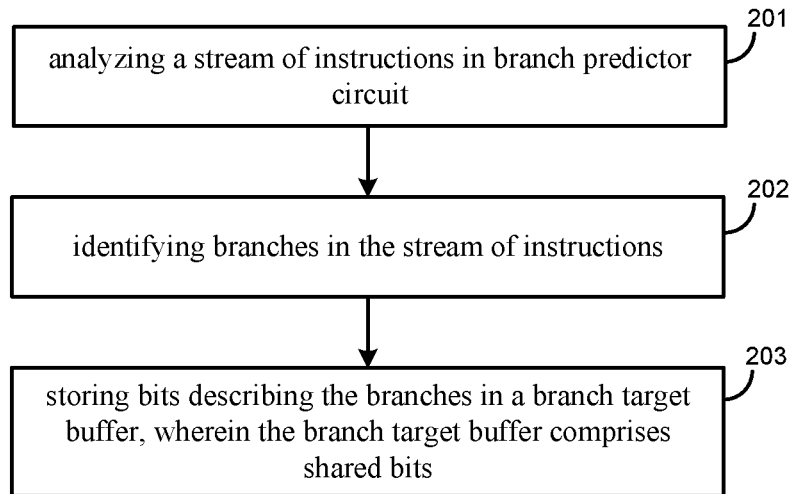 201
analyzing a stream of instructions in branch predictor
circuit
202
identifying branches in the stream of instructions
203
storing bits describing the branches in a branch target
buffer, wherein the branch target buffer comprises
shared bits